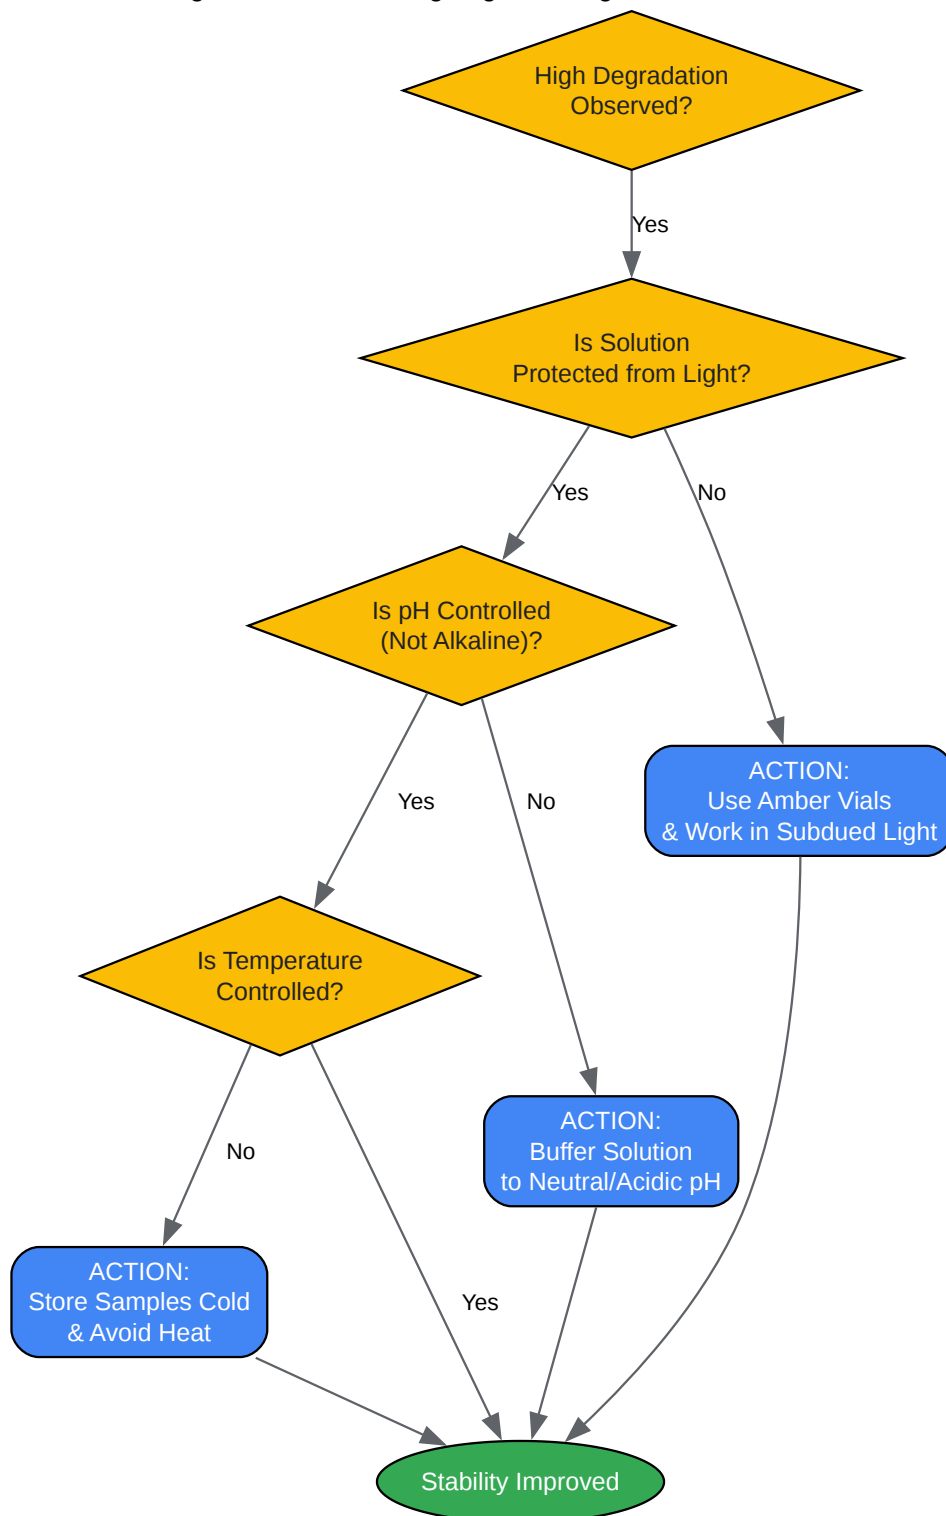 High Degradation
Observed?
Yes
Is Solution
Protected from Light?
Yes
No
Is pH Controlled
(Not Alkaline)?
ACTION:
Use Amber Vials
& Work in Subdued Light
Yes
No
Is Temperature
Controlled?
ACTION:
Buffer Solution
to Neutral/Acidic pH
No
ACTION:
Store Samples Cold
& Avoid Heat
Yes
Stability Improved